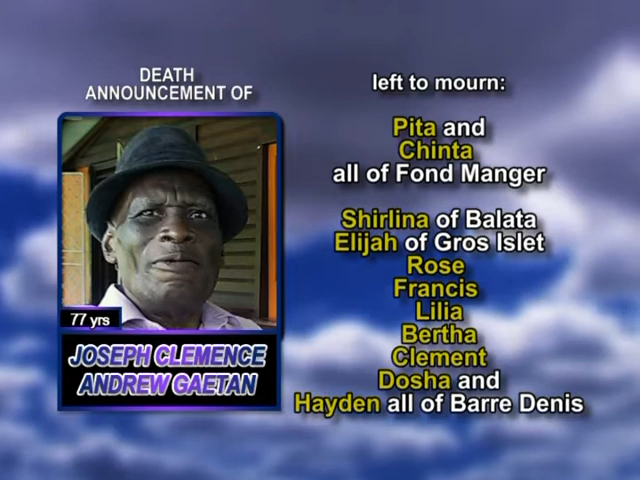 DEATH
ANNOUNCEMENT OF
77 yrs
JOSEPH CLEMENCE
ANDREW GAETAN
left to mourn:
Pita and
Chinta
all of Fond Manger
Shirlina of Balata
Elijah of Gros Islet
Rose
Francis
Lilia
Bertha
Clement
Dosha and
Hayden all of Barre Denis